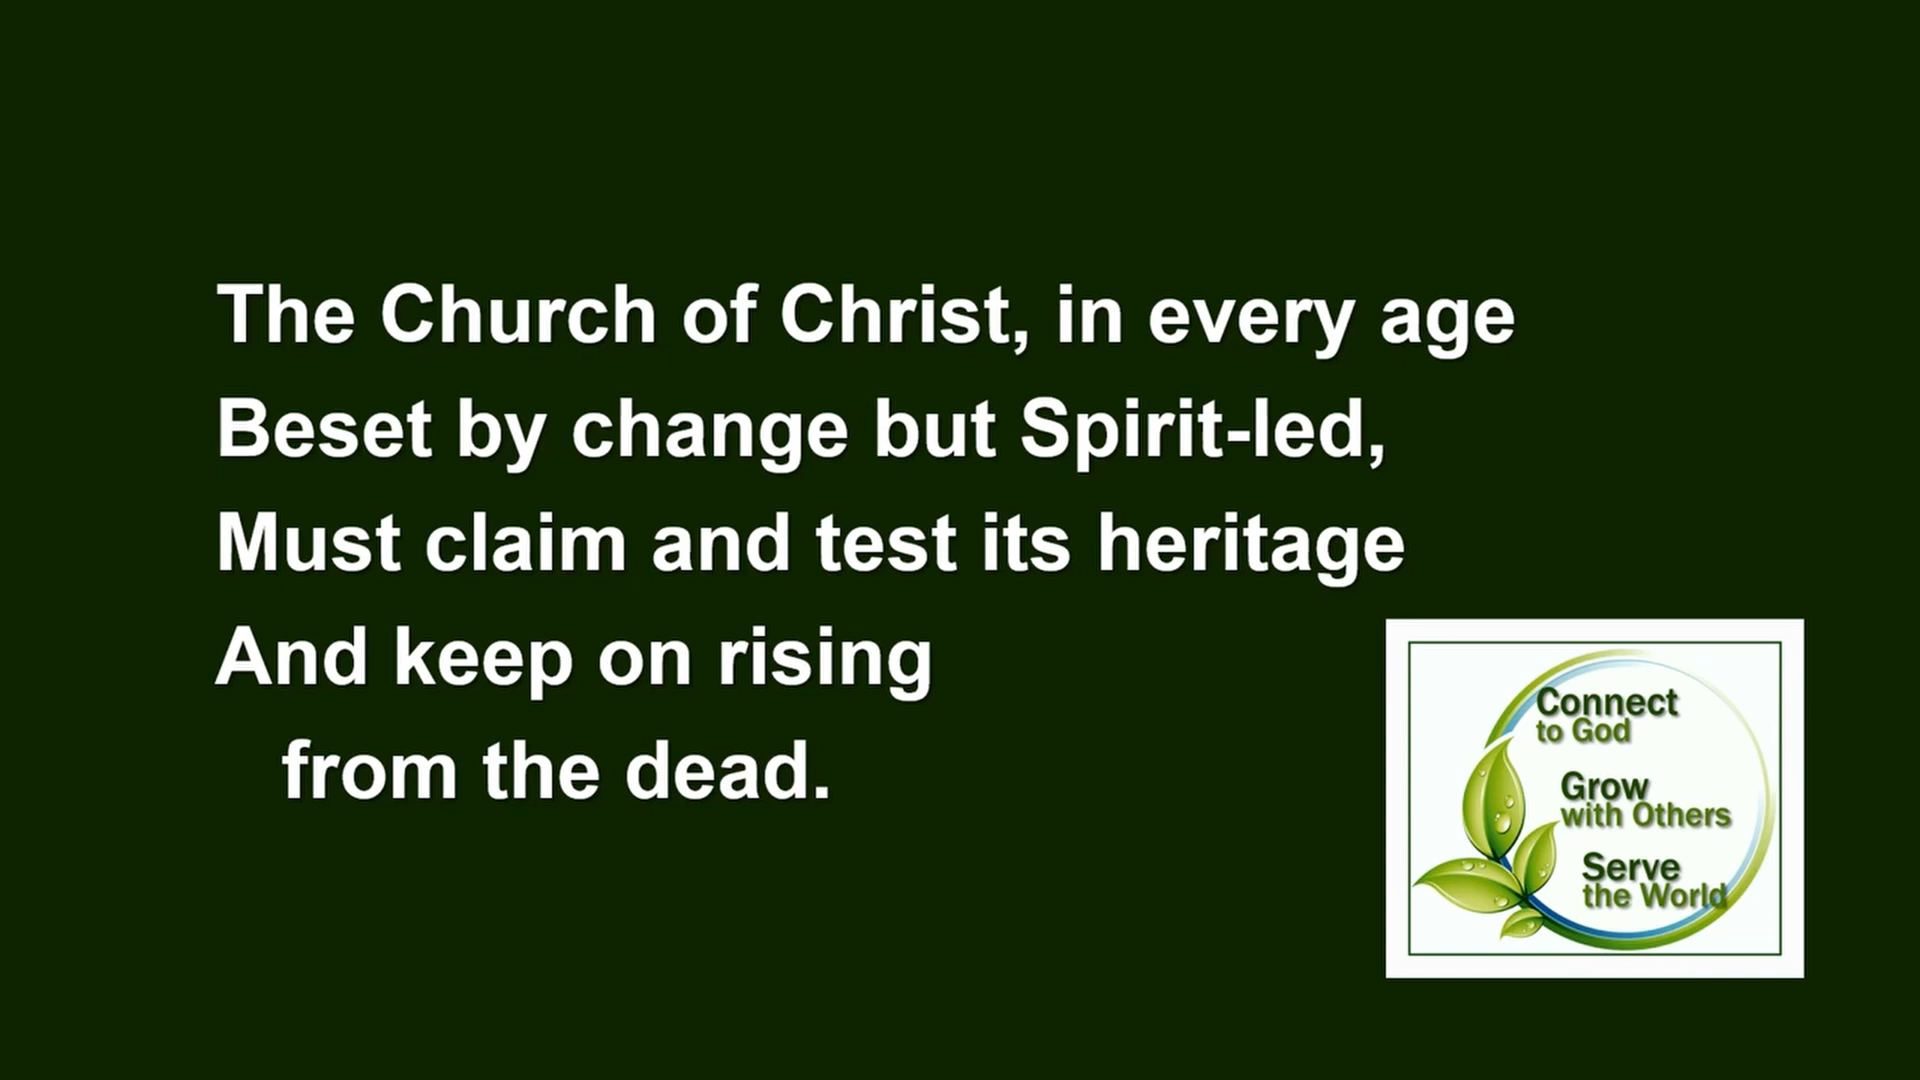 The Church of Christ, in every age
Beset by change but Spirit-led,
Must claim and test its heritage
And keep on rising
from the dead.
Connect
to God
Grow
with Others
Serve
the World